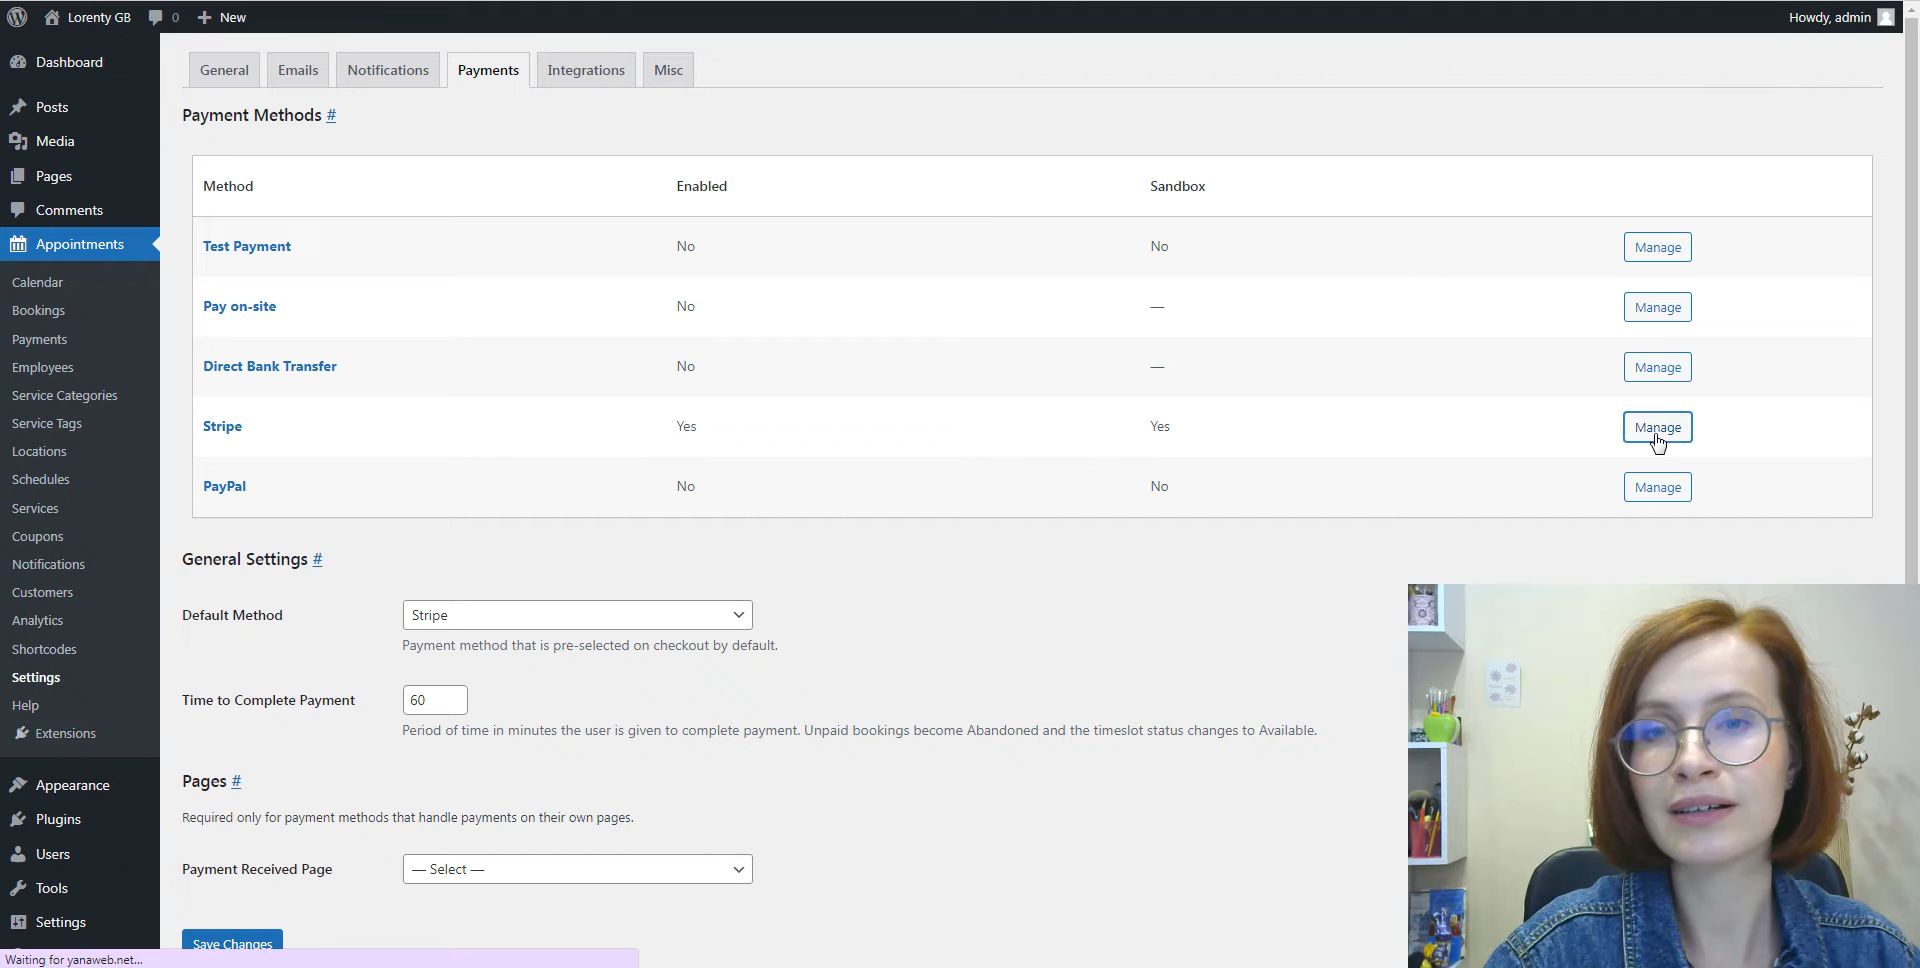 Lorenty GB 0 New Howdy, admin
Dashboard
Posts
Media
Pages
Comments
Appointments
Calendar
Bookings
Payments
Employees
Service Categories
Service Tags
Locations
Schedules
Services
Coupons
Notifications
Customers
Analytics
Shortcodes
Settings
Help
Extensions
Appearance
Plugins
Users
Tools
Settings
General Emails Notifications Payments Integrations Misc
Payment Methods #
Method Enabled Sandbox
Test Payment No No Manage
Pay on-site No — Manage
Direct Bank Transfer No — Manage
Stripe Yes Yes Manage
PayPal No No Manage
General Settings #
Default Method Stripe
Payment method that is pre-selected on checkout by default.
Time to Complete Payment 60
Period of time in minutes the user is given to complete payment. Unpaid bookings become Abandoned and the timeslot status changes to Available.
Pages #
Required only for payment methods that handle payments on their own pages.
Payment Received Page — Select —
Save Changes
Waiting for yanaweb.net...